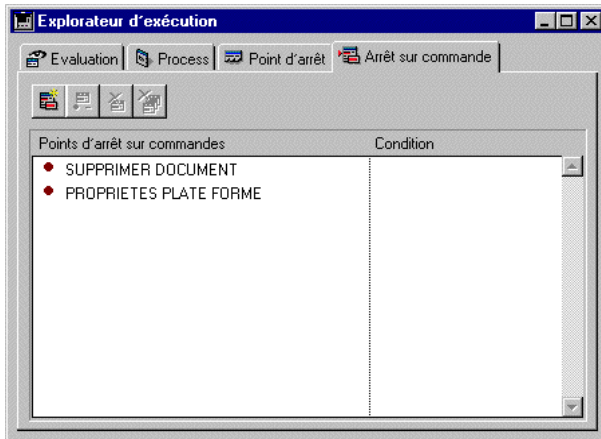 Explorateur d'exécution
Evaluation Process Point d'arrêt Arrêt sur commande
Points d'arrêt sur commandes Condition
SUPPRIMER DOCUMENT
PROPRIETES PLATE FORME